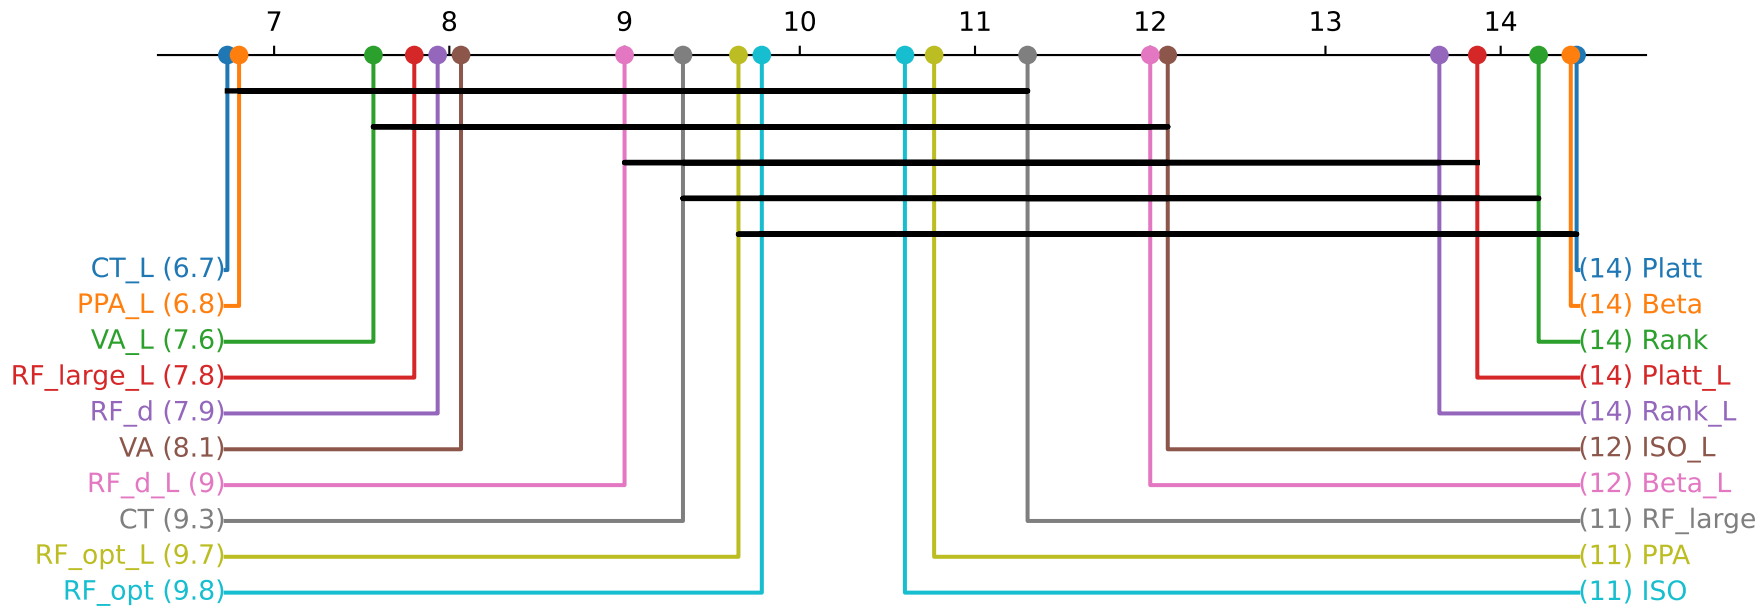 7 8 9 10 11 12 13 14
CT_L (6.7) (14) Platt
PPA_L (6.8) (14) Beta
VA_L (7.6) (14) Rank
RF_large_L (7.8) (14) Platt_L
RF_d (7.9) (14) Rank_L
VA (8.1) (12) ISO_L
RF_d_L (9) (12) Beta_L
CT (9.3) (11) RF_large
RF_opt_L (9.7) (11) PPA
RF_opt (9.8) (11) ISO